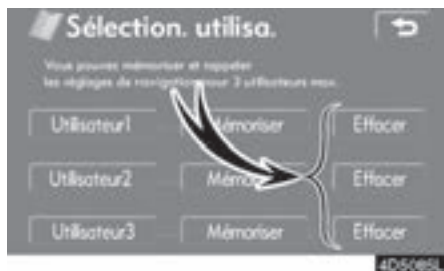 Sélection. utilisa.
Vous pouvez mémoriser et rappeler
les réglages de navigation pour 3 utilisateurs max.
Utilisateur1 Mémoriser Effacer
Utilisateur2 Effacer
Utilisateur3 Mémoriser Effacer
4D5085L